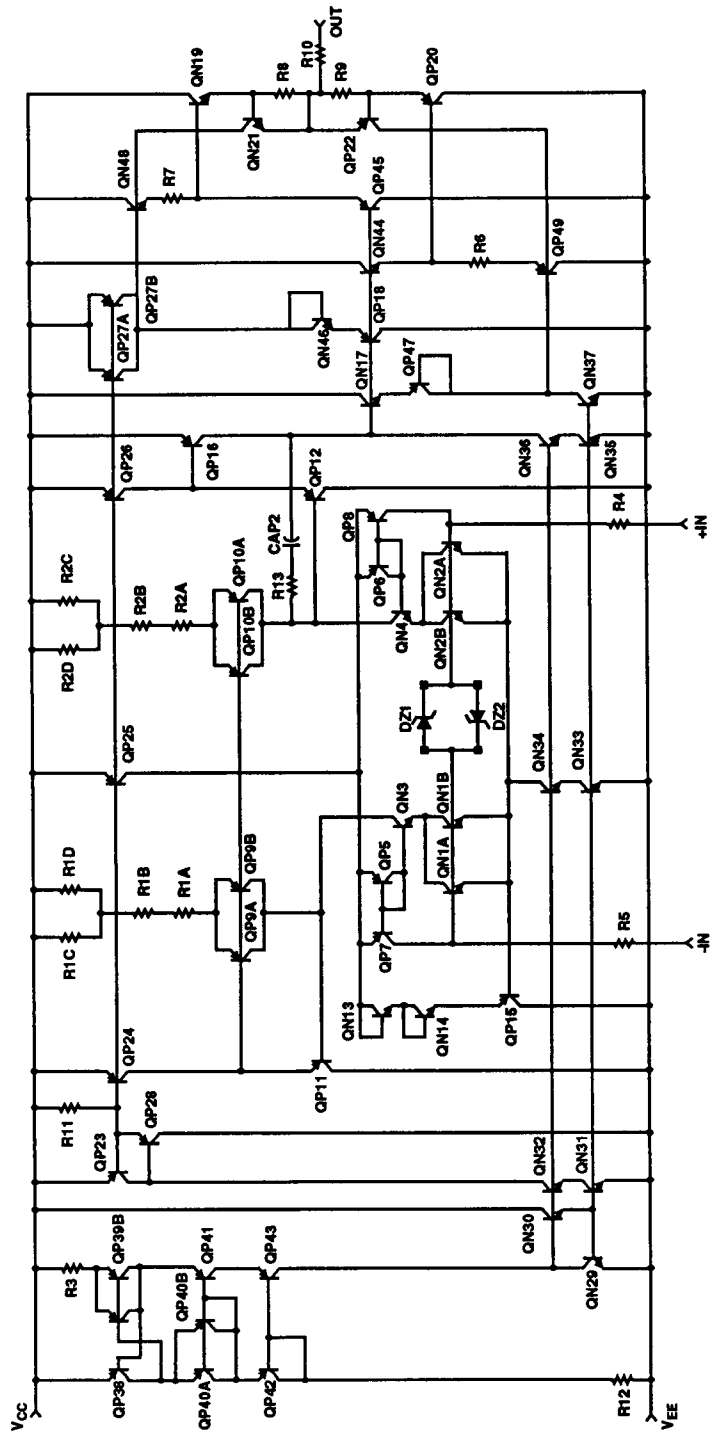 VCC
R3
QP38
QP39B
QP40B
QP40A
QP41
QP42
QP43
R12
VEE
QN29
QN30
QN31
QN32
QP23
QP28
R11
QP24
QP11
R1C
R1D
R1B
R1A
QP9A
QP9B
QN13
QN14
QP15
QP7
QP5
QN3
QN1A
QN1B
R5
-IN
DZ1
DZ2
QP25
QN34
QN33
R2D
R2C
R2B
R2A
QP10B
QP10A
R13
CAP2
QP12
QP6
QP8
QN4
QN2B
QN2A
R4
+IN
QP26
QP16
QN36
QN35
QN37
QP27A
QP27B
QN46
QN17
QP18
QP47
QN44
QP45
QN48
R7
R6
QP49
QN21
QP22
QN19
R8
R9
R10
OUT
QP20